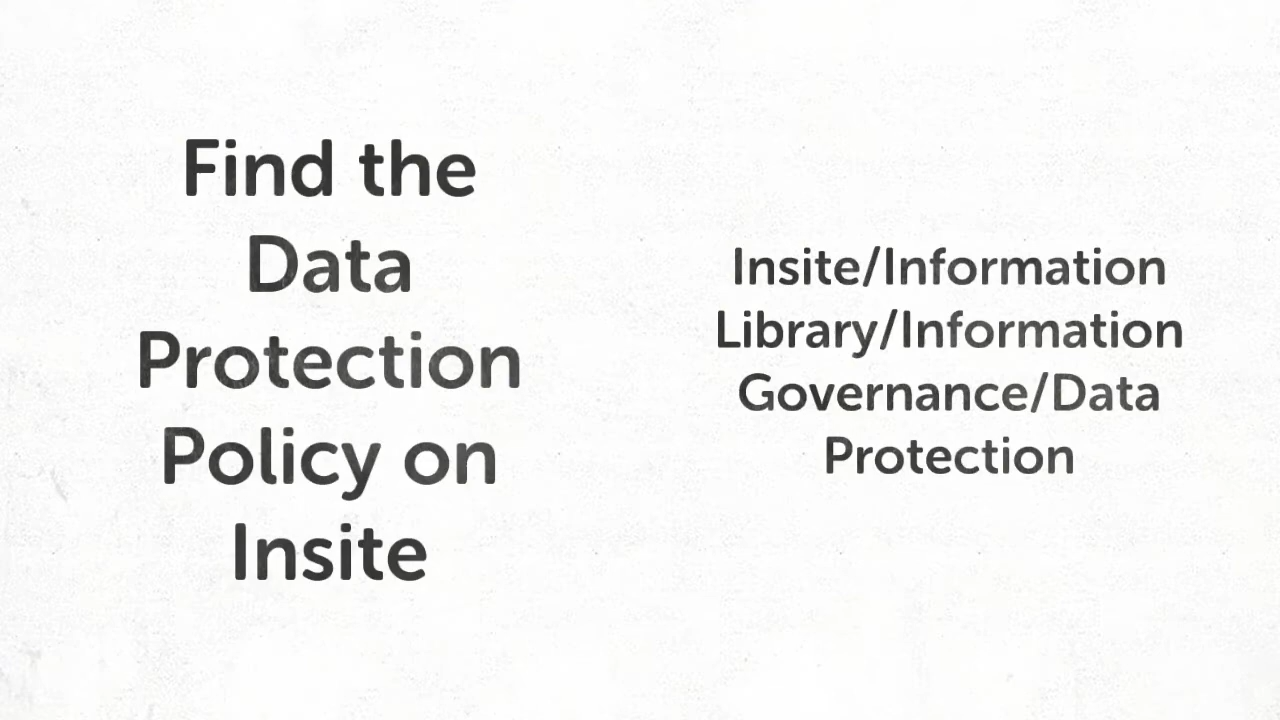 Find the
Data
Protection
Policy on
Insite
Insite/Information
Library/Information
Governance/Data
Protection